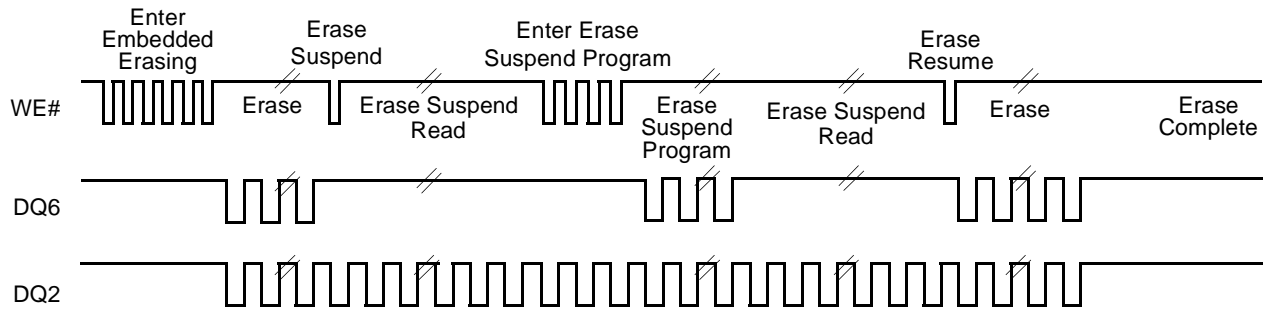 Enter
Embedded
Erasing
Erase
Suspend
Enter Erase
Suspend Program
Erase
Resume
WE#
Erase
Erase Suspend
Read
Erase
Suspend
Program
Erase Suspend
Read
Erase
Erase
Complete
DQ6
DQ2